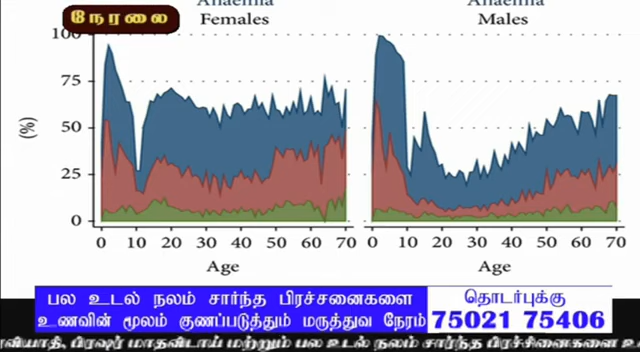 நேரலை
Anaemia
Females
Anaemia
Males
(%)
100
75
50
25
0
0 10 20 30 40 50 60 70
0 10 20 30 40 50 60 70
Age
Age
பல உடல் நலம் சார்ந்த பிரச்சனைகளை
உணவின் மூலம் குணப்படுத்தும் மருத்துவ நேரம்
தொடர்புக்கு
75021 75406
பிரஷர் மாதவிடாய் மற்றும் பல உடல் நலம் சார்ந்த பிரச்சினைகளை